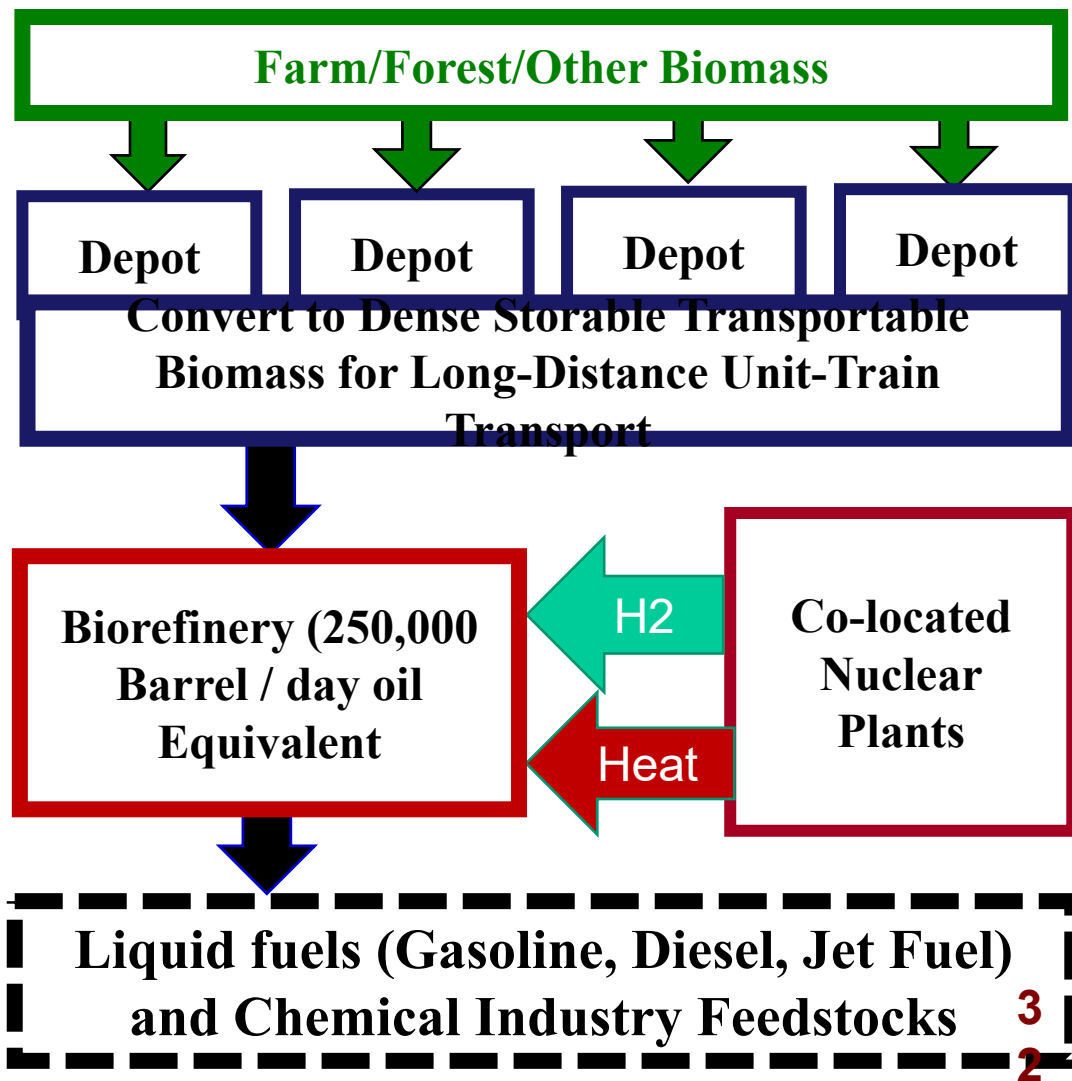 Farm/Forest/Other Biomass
Depot
Depot
Depot
Depot
Convert to Dense Storable Transportable
Biomass for Long-Distance Unit-Train
Transport
Biorefinery (250,000
Barrel / day oil
Equivalent
H2
Heat
Co-located
Nuclear
Plants
Liquid fuels (Gasoline, Diesel, Jet Fuel)
and Chemical Industry Feedstocks
3
2